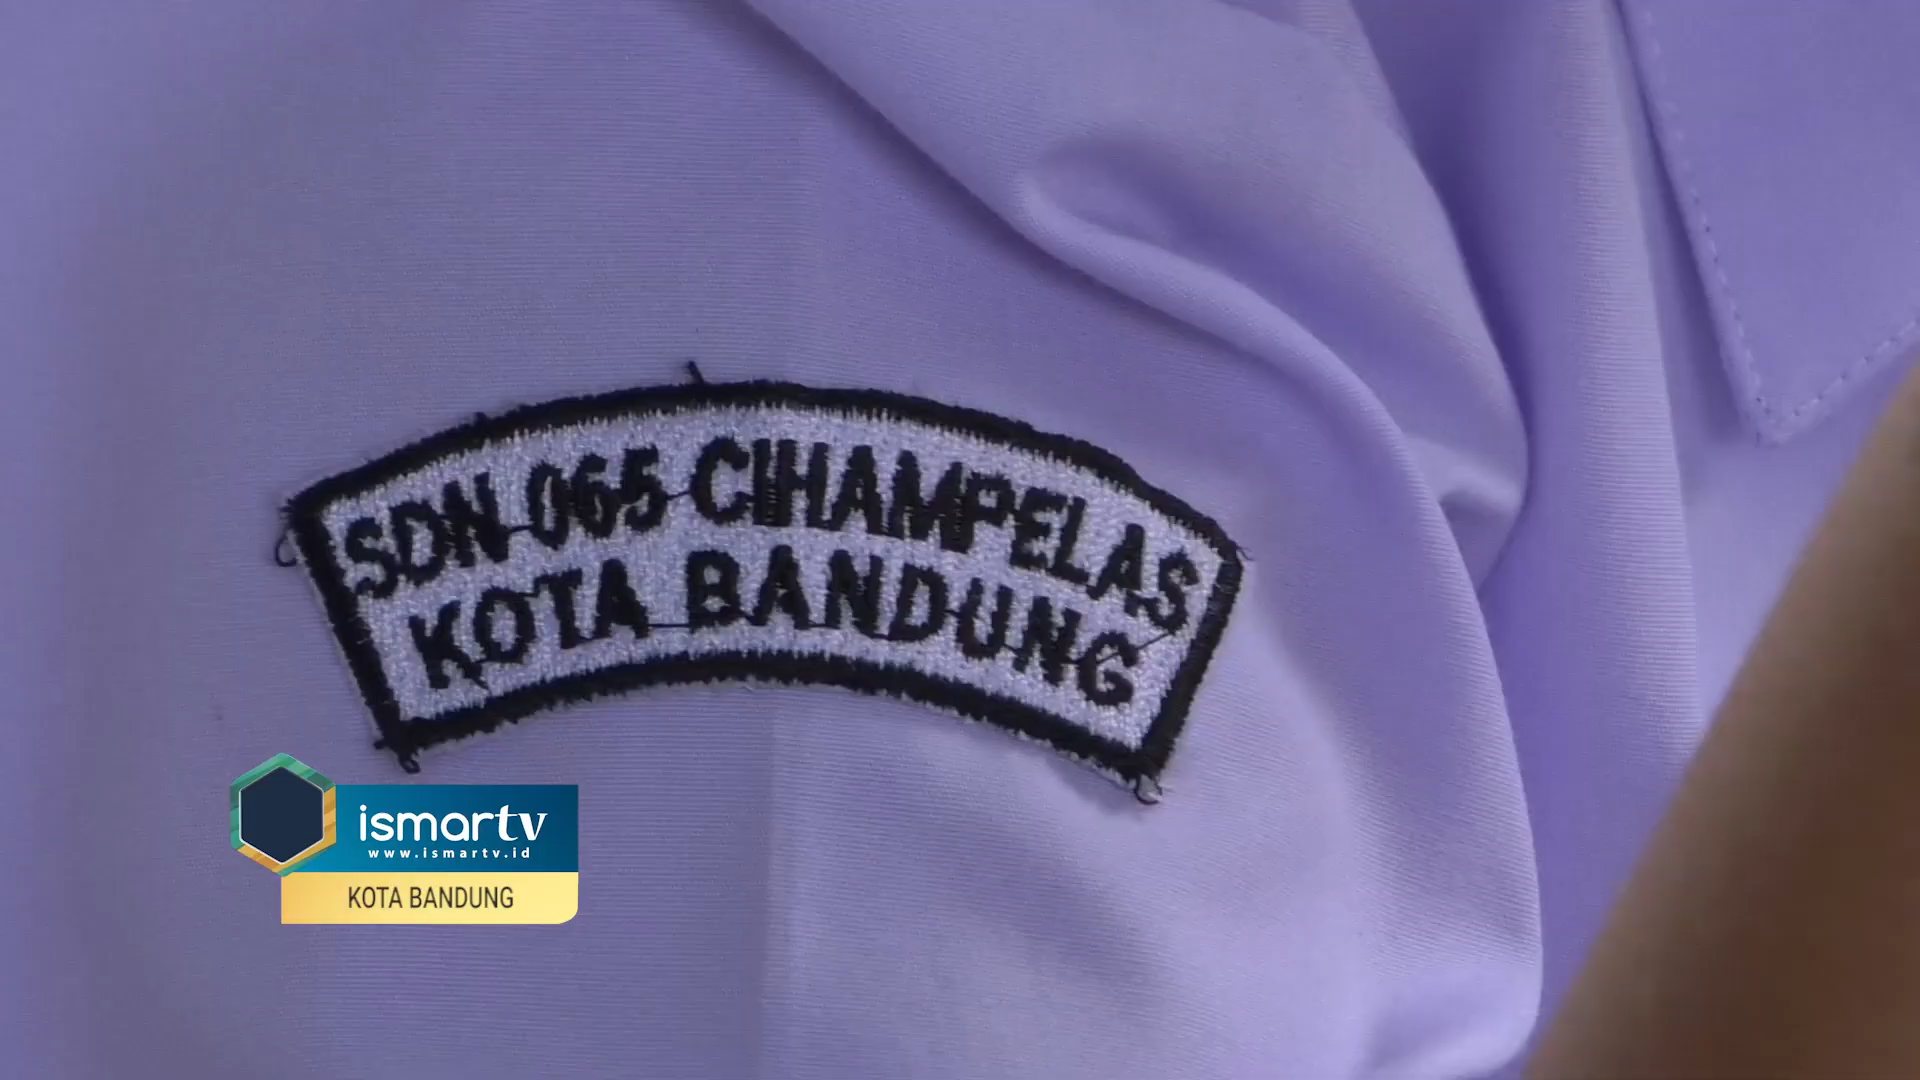 SDN 065 CIHAMPELAS
KOTA BANDUNG
ismartv
www.ismartv.id
KOTA BANDUNG